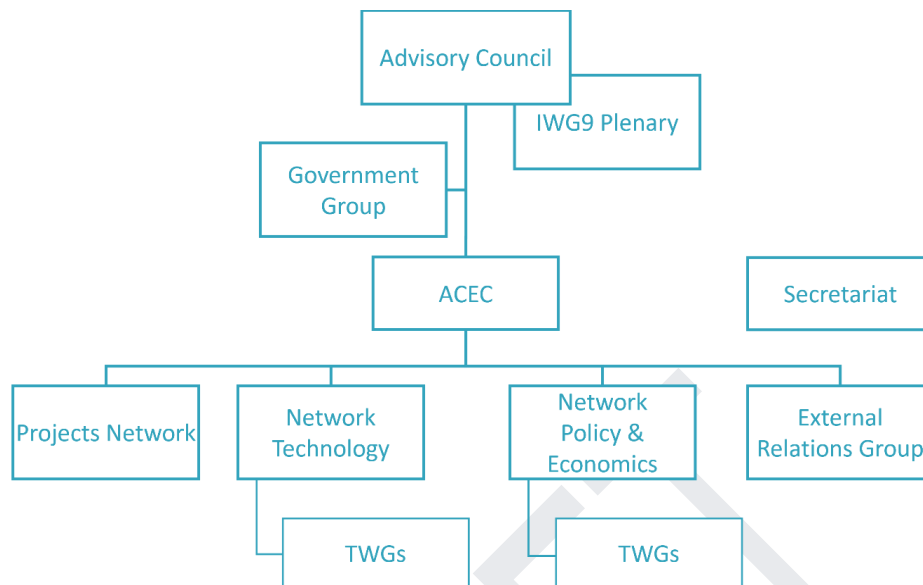 Advisory Council
IWG9 Plenary
Government
Group
ACEC
Secretariat
Projects Network
Network
Technology
Network
Policy &
Economics
External
Relations Group
TWGs
TWGs